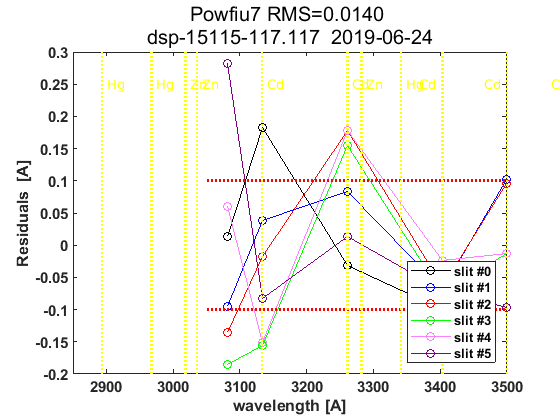 Powfiu7 RMS=0.0140
dsp-15115-117.117 2019-06-24
0.3
0.25
0.2
0.15
0.1
0.05
0
-0.05
-0.1
-0.15
-0.2
Residuals [A]
Hg
Hg
Zn
Zn
Cd
Cd
Zn
Hg
Cd
Cd
C
slit #0
slit #1
slit #2
slit #3
slit #4
slit #5
2900 3000 3100 3200 3300 3400 3500
wavelength [A]